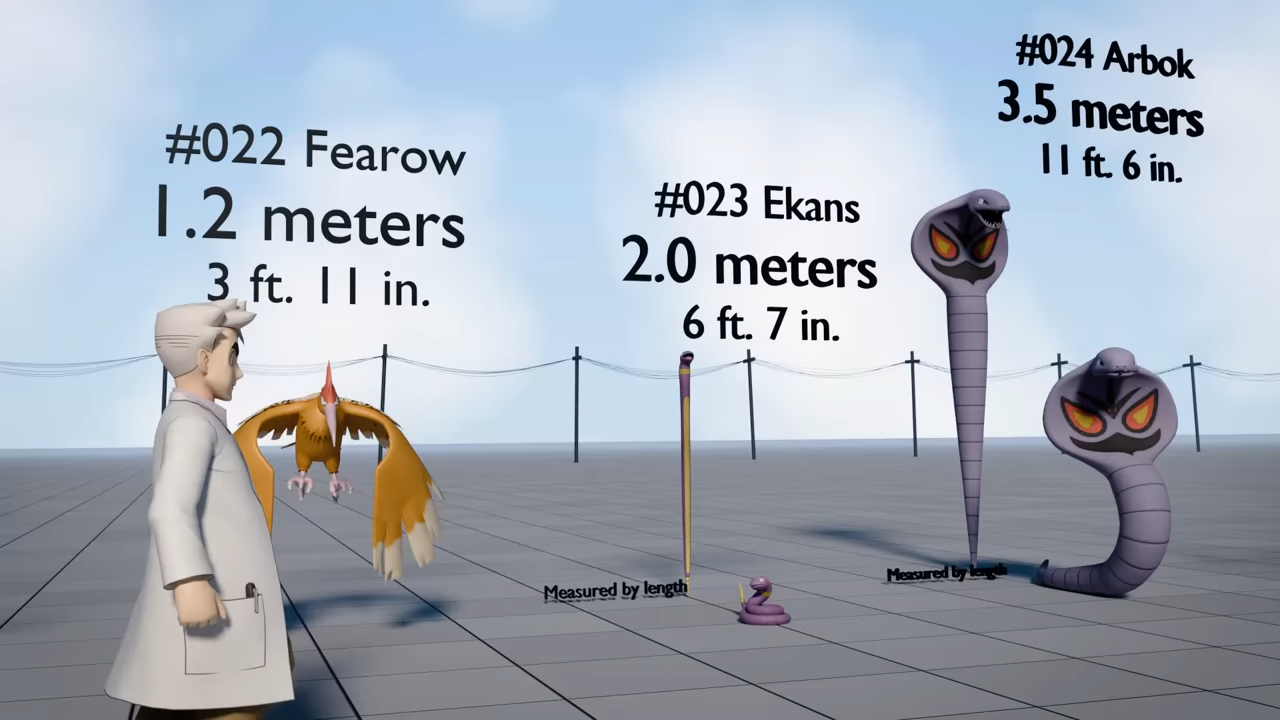 #022 Fearow
1.2 meters
3 ft. 11 in.
#023 Ekans
2.0 meters
6 ft. 7 in.
Measured by length
#024 Arbok
3.5 meters
11 ft. 6 in.
Measured by length